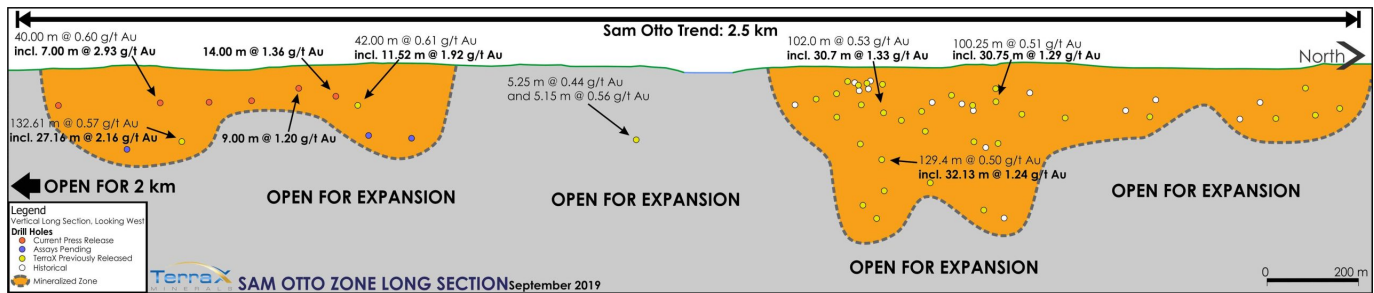 Sam Otto Trend: 2.5 km
40.00 m @ 0.60 g/t Au
incl. 7.00 m @ 2.93 g/t Au
14.00 m @ 1.36 g/t Au
42.00 m @ 0.61 g/t Au
incl. 11.52 m @ 1.92 g/t Au
102.0 m @ 0.53 g/t Au
incl. 30.7 m @ 1.33 g/t Au
100.25 m @ 0.51 g/t Au
incl. 30.75 m @ 1.29 g/t Au
North
5.25 m @ 0.44 g/t Au
and 5.15 m @ 0.56 g/t Au
132.61 m @ 0.57 g/t Au
incl. 27.16 m @ 2.16 g/t Au
9.00 m @ 1.20 g/t Au
129.4 m @ 0.50 g/t Au
incl. 32.13 m @ 1.24 g/t Au
OPEN FOR 2 km
OPEN FOR EXPANSION
OPEN FOR EXPANSION
OPEN FOR EXPANSION
OPEN FOR EXPANSION
Legend
Vertical Long Section, Looking West
Drill Holes
Current Press Release
Assays Pending
TerraX Previously Released
Historical
Mineralized Zone
TerraX
MINERALS
SAM OTTO ZONE LONG SECTION September 2019
0 200 m